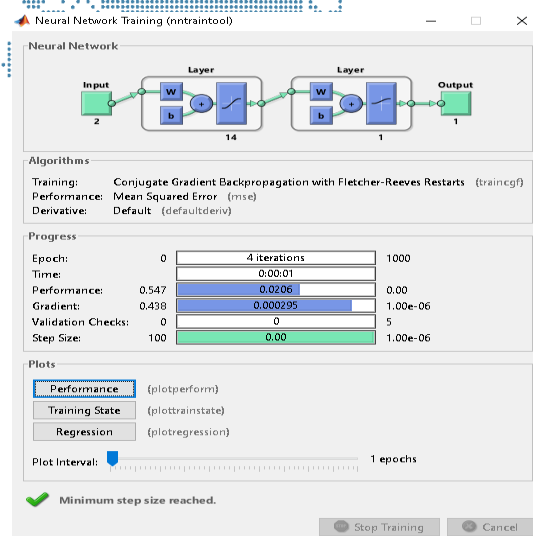 Neural Network Training (nntraintool)
Neural Network
Layer Layer
Input Output
W W
+ +
b b
2 1
14 1
Algorithms
Training: Conjugate Gradient Backpropagation with Fletcher-Reeves Restarts (traincgf)
Performance: Mean Squared Error (mse)
Derivative: Default (defaultderiv)
Progress
Epoch: 0 4 iterations 1000
Time: 0:00:01
Performance: 0.547 0.0206 0.00
Gradient: 0.438 0.000295 1.00e-06
Validation Checks: 0 0 5
Step Size: 100 0.00 1.00e-06
Plots
Performance (plotperform)
Training State (plottrainstate)
Regression (plotregression)
Plot Interval: 1 epochs
Minimum step size reached.
Stop Training Cancel